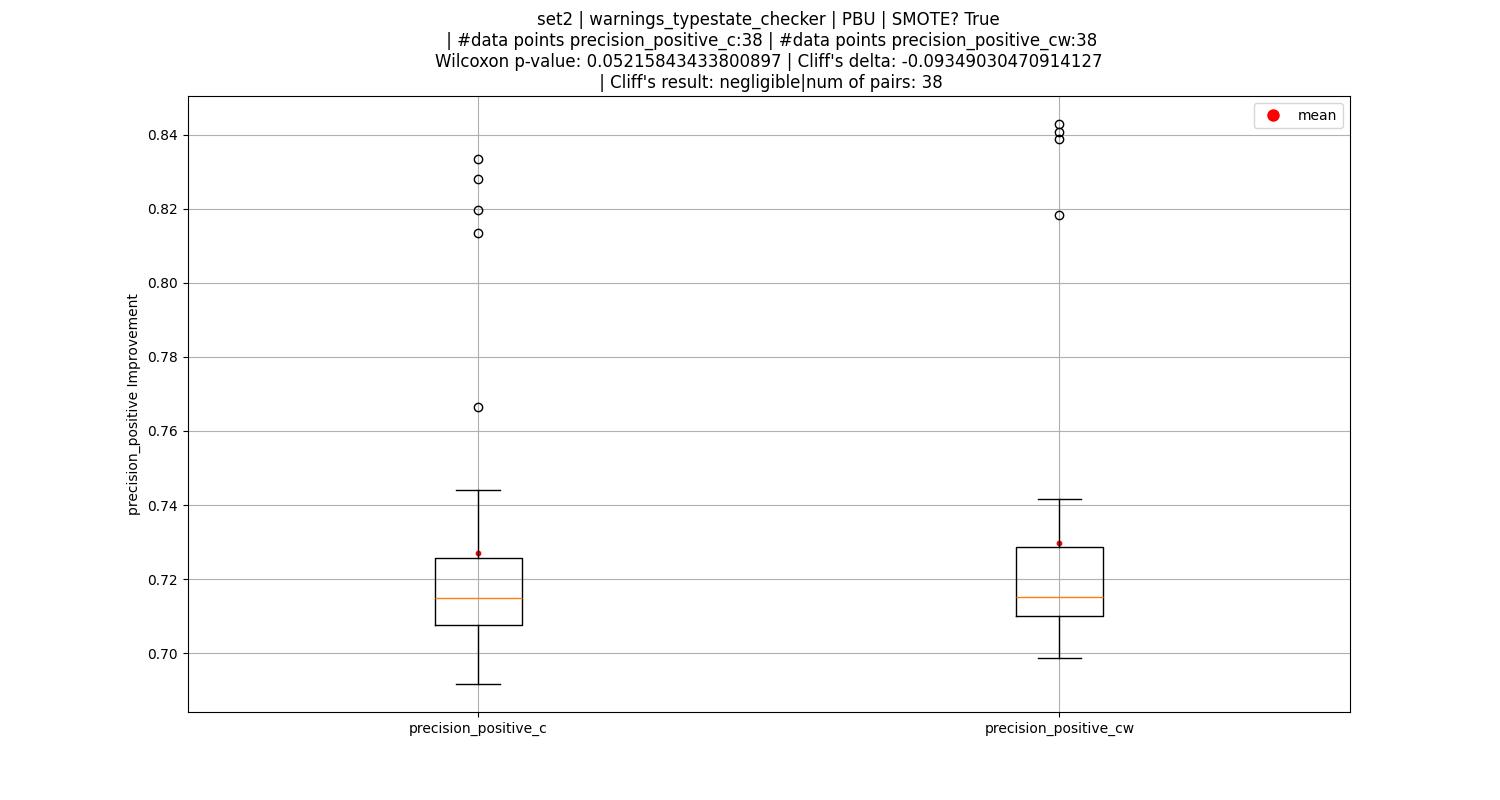 set2 | warnings_typestate_checker | PBU | SMOTE? True
| #data points precision_positive_c:38 | #data points precision_positive_cw:38
Wilcoxon p-value: 0.05215843433800897 | Cliff's delta: -0.09349030470914127
| Cliff's result: negligible|num of pairs: 38
mean
0.84
0.82
0.80
0.78
0.76
0.74
0.72
0.70
precision_positive Improvement
precision_positive_c
precision_positive_cw